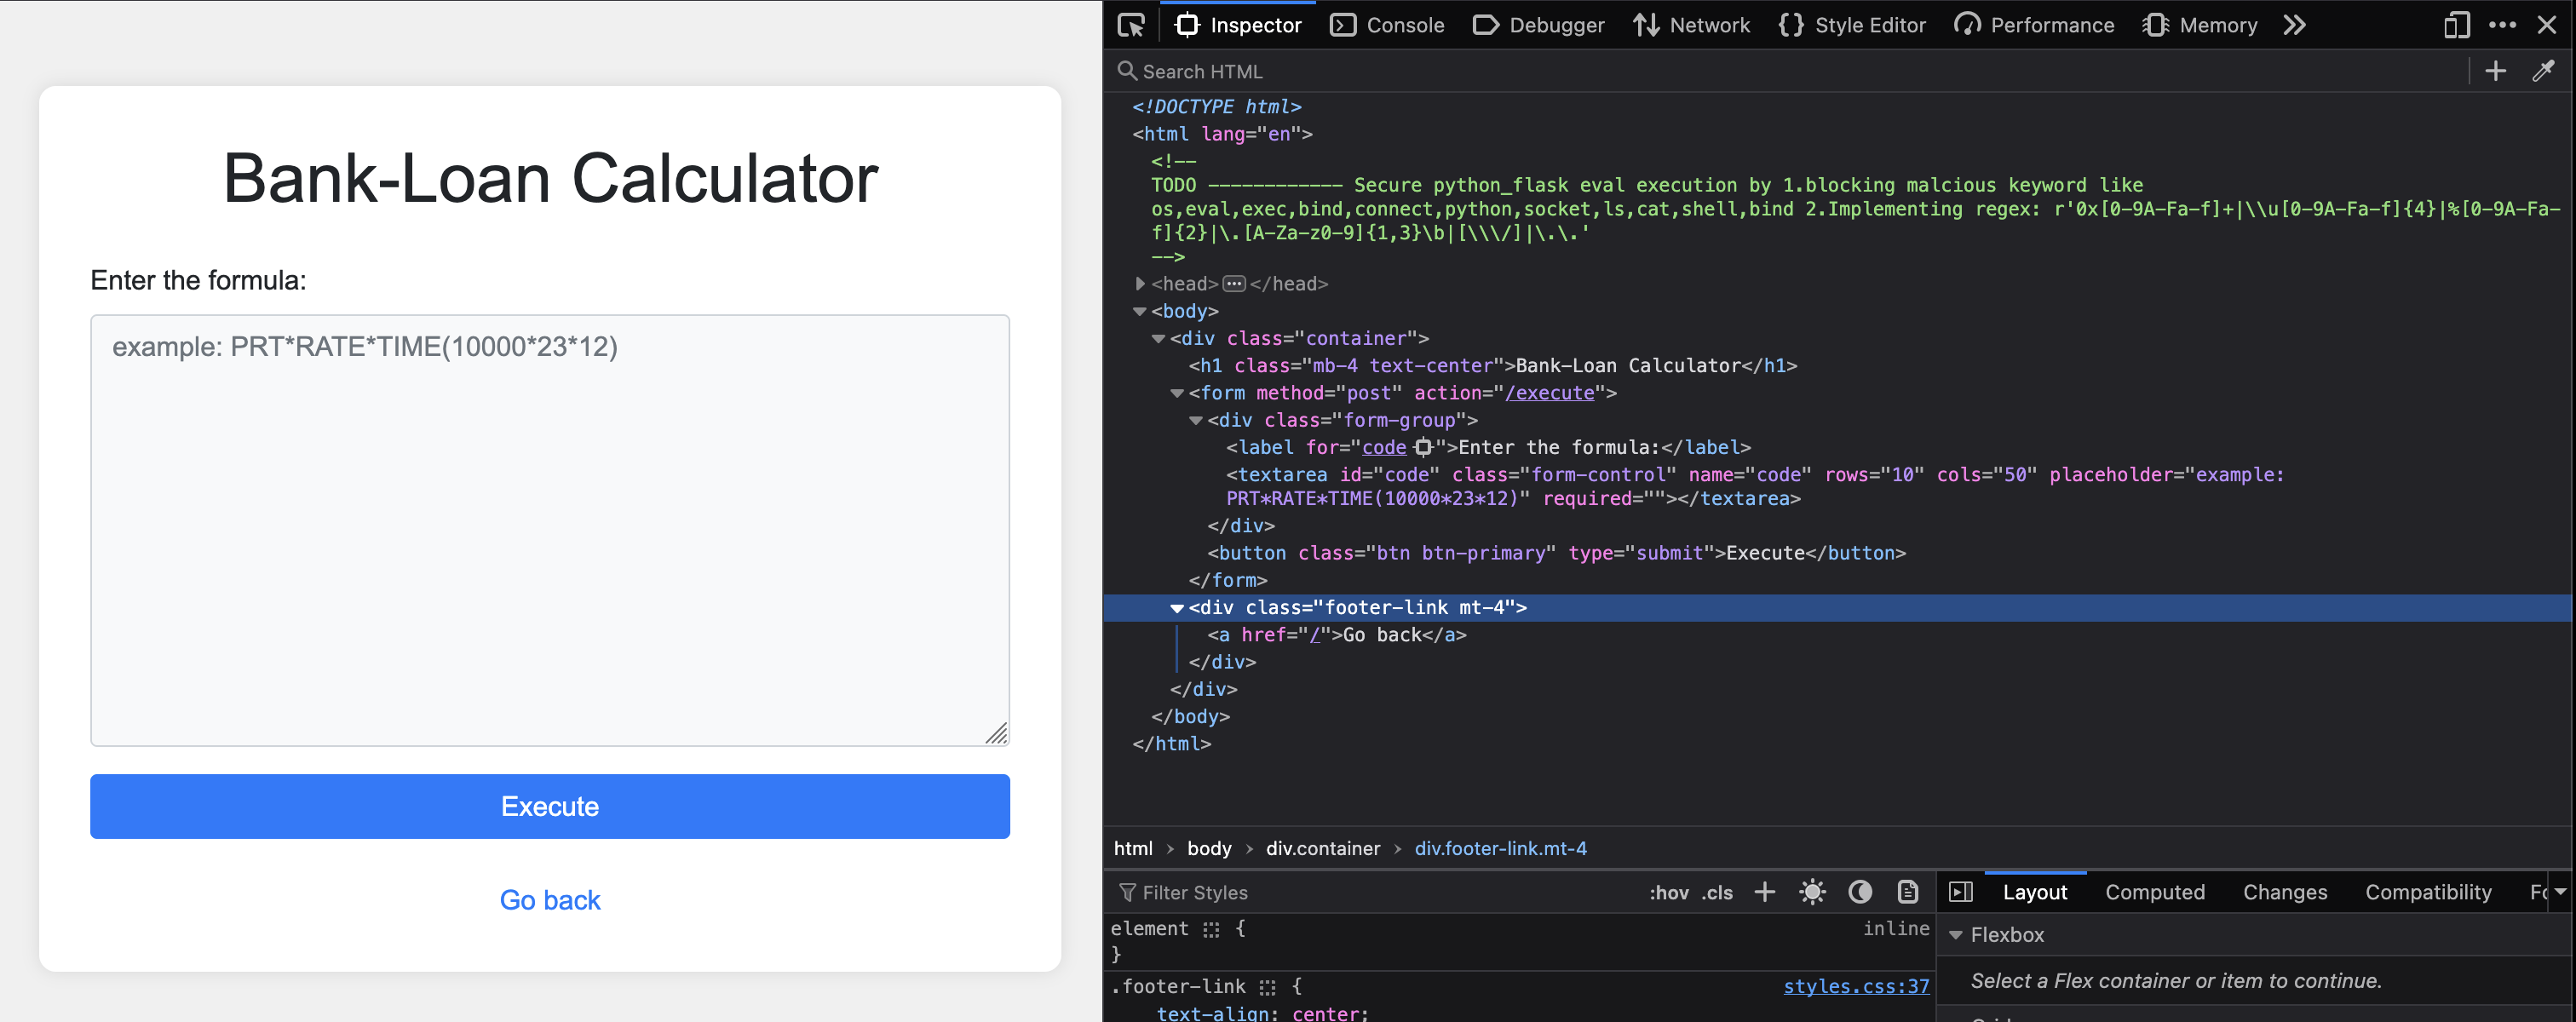 Bank-Loan Calculator
Enter the formula:
example: PRT*RATE*TIME(10000*23*12)
Execute
Go back
Inspector
Console
Debugger
Network
Style Editor
Performance
Memory
Search HTML
<!DOCTYPE html>
<html lang="en">
<!--
TODO ------------ Secure python_flask eval execution by 1.blocking malcious keyword like
os,eval,exec,bind,connect,python,socket,ls,cat,shell,bind 2.Implementing regex: r'0x[0-9A-Fa-f]+|\\u[0-9A-Fa-f]{4}|%[0-9A-Fa-
f]{2}|\.[A-Za-z0-9]{1,3}\b|[\\\/]|\.\.'
-->
<head> ••• </head>
<body>
<div class="container">
<h1 class="mb-4 text-center">Bank-Loan Calculator</h1>
<form method="post" action="/execute">
<div class="form-group">
<label for="code">Enter the formula:</label>
<textarea id="code" class="form-control" name="code" rows="10" cols="50" placeholder="example:
PRT*RATE*TIME(10000*23*12)" required=""></textarea>
</div>
<button class="btn btn-primary" type="submit">Execute</button>
</form>
<div class="footer-link mt-4">
<a href="/">Go back</a>
</div>
</div>
</body>
</html>
html > body > div.container > div.footer-link.mt-4
Filter Styles
:hov .cls
element {
inline
}
.footer-link {
styles.css:37
text-align: center;
Layout
Computed
Changes
Compatibility
Flexbox
Select a Flex container or item to continue.